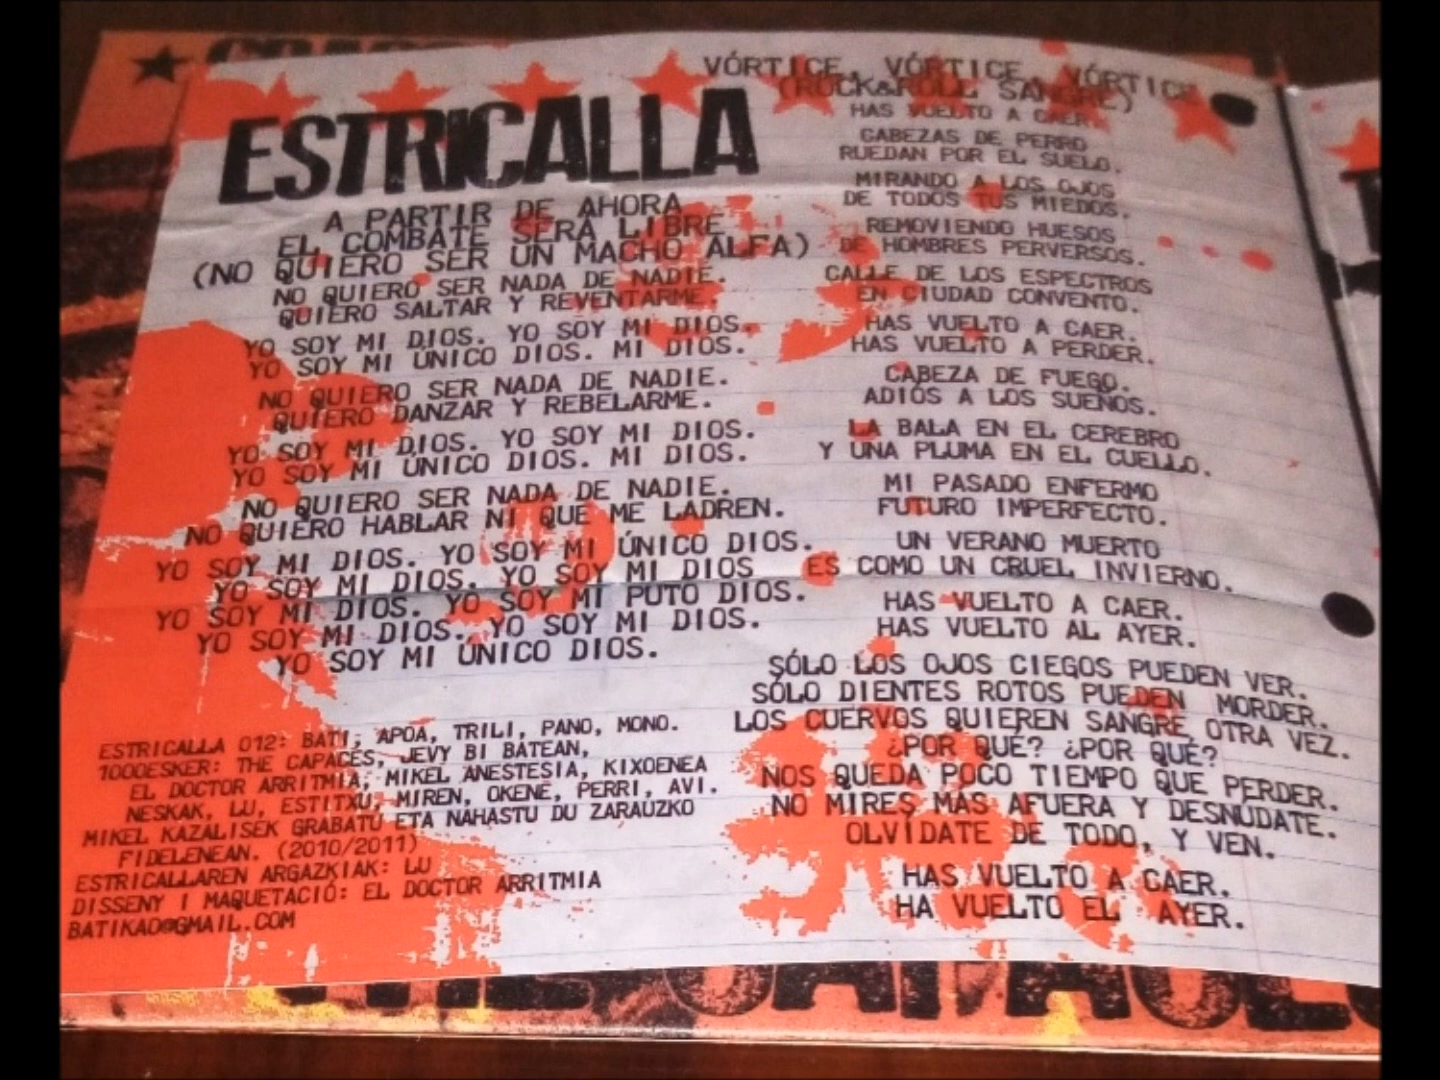 ESTRICALLA
A PARTIR DE AHORA
EL COMBATE SERÁ LIBRE
(NO QUIERO SER UN MACHO ALFA)
NO QUIERO SER NADA DE NADIE.
QUIERO SALTAR Y REVENTARME.
YO SOY MI DIOS. YO SOY MI DIOS.
YO SOY MI ÚNICO DIOS. MI DIOS.
NO QUIERO SER NADA DE NADIE.
QUIERO DANZAR Y REBELARME.
YO SOY MI DIOS. YO SOY MI DIOS.
YO SOY MI ÚNICO DIOS. MI DIOS.
NO QUIERO SER NADA DE NADIE.
NO QUIERO HABLAR NI QUE ME LADREN.
YO SOY MI DIOS. YO SOY MI ÚNICO DIOS.
YO SOY MI DIOS. YO SOY MI DIOS
YO SOY MI DIOS. YO SOY MI PUTO DIOS.
YO SOY MI DIOS. YO SOY MI DIOS.
YO SOY MI ÚNICO DIOS.
ESTRICALLA 012: BATI, APOA, TRILI, PANO, MONO.
1000ESKER: THE CAPACES, JEVY BI BATEAN,
EL DOCTOR ARRITMIA, MIKEL ANESTESIA, KIXOENEA
NESKAK, LU, ESTITXU, MIREN, OKENE, PERRI, AVI.
MIKEL KAZALISEK GRABATU ETA NAHASTU DU ZARAUZKO
FIDELENEAN. (2010/2011)
ESTRICALLAREN ARGAZKIAK: LU
DISSENY I MAQUETACIÓ: EL DOCTOR ARRITMIA
BATIKAO@GMAIL.COM
VÓRTICE, VÓRTICE, VÓRTICE
(ROCK&ROLL SANGRE)
HAS VUELTO A CAER.
CABEZAS DE PERRO
RUEDAN POR EL SUELO.
MIRANDO A LOS OJOS
DE TODOS TUS MIEDOS.
REMOVIENDO HUESOS
DE HOMBRES PERVERSOS.
CALLE DE LOS ESPECTROS
EN CIUDAD CONVENTO.
HAS VUELTO A CAER.
HAS VUELTO A PERDER.
CABEZA DE FUEGO.
ADIÓS A LOS SUEÑOS.
LA BALA EN EL CEREBRO
Y UNA PLUMA EN EL CUELLO.
MI PASADO ENFERMO
FUTURO IMPERFECTO.
UN VERANO MUERTO
ES COMO UN CRUEL INVIERNO.
HAS VUELTO A CAER.
HAS VUELTO AL AYER.
SÓLO LOS OJOS CIEGOS PUEDEN VER.
SÓLO DIENTES ROTOS PUEDEN MORDER.
LOS CUERVOS QUIEREN SANGRE OTRA VEZ.
¿POR QUÉ? ¿POR QUÉ?
NOS QUEDA POCO TIEMPO QUE PERDER.
NO MIRES MÁS AFUERA Y DESNÚDATE.
OLVÍDATE DE TODO, Y VEN.
HAS VUELTO A CAER.
HA VUELTO EL AYER.